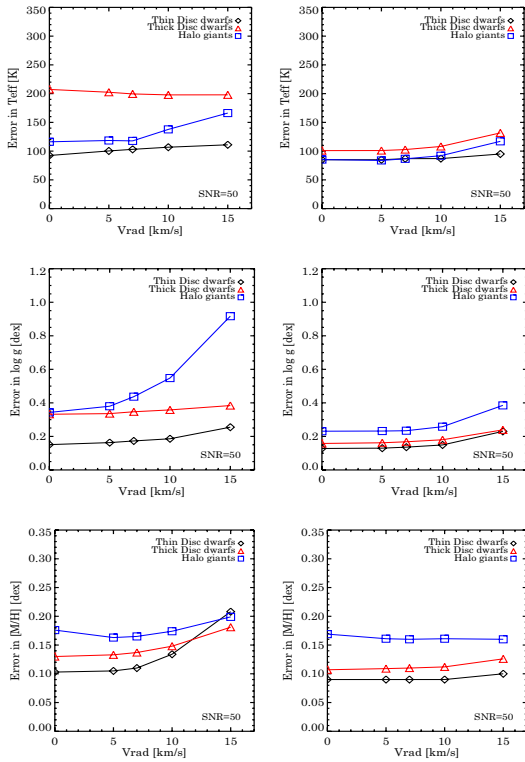 Error in Teff [K]
350
300
250
200
150
100
50
0
Thin Disc dwarfs
Thick Disc dwarfs
Halo giants
SNR=50
0 5 10 15
Vrad [km/s]
Error in Teff [K]
350
300
250
200
150
100
50
0
Thin Disc dwarfs
Thick Disc dwarfs
Halo giants
SNR=50
0 5 10 15
Vrad [km/s]
Error in log g [dex]
1.2
1.0
0.8
0.6
0.4
0.2
0.0
Thin Disc dwarfs
Thick Disc dwarfs
Halo giants
SNR=50
0 5 10 15
Vrad [km/s]
Error in log g [dex]
1.2
1.0
0.8
0.6
0.4
0.2
0.0
Thin Disc dwarfs
Thick Disc dwarfs
Halo giants
SNR=50
0 5 10 15
Vrad [km/s]
Error in [M/H] [dex]
0.35
0.30
0.25
0.20
0.15
0.10
0.05
0.00
Thin Disc dwarfs
Thick Disc dwarfs
Halo giants
SNR=50
0 5 10 15
Vrad [km/s]
Error in [M/H] [dex]
0.35
0.30
0.25
0.20
0.15
0.10
0.05
0.00
Thin Disc dwarfs
Thick Disc dwarfs
Halo giants
SNR=50
0 5 10 15
Vrad [km/s]